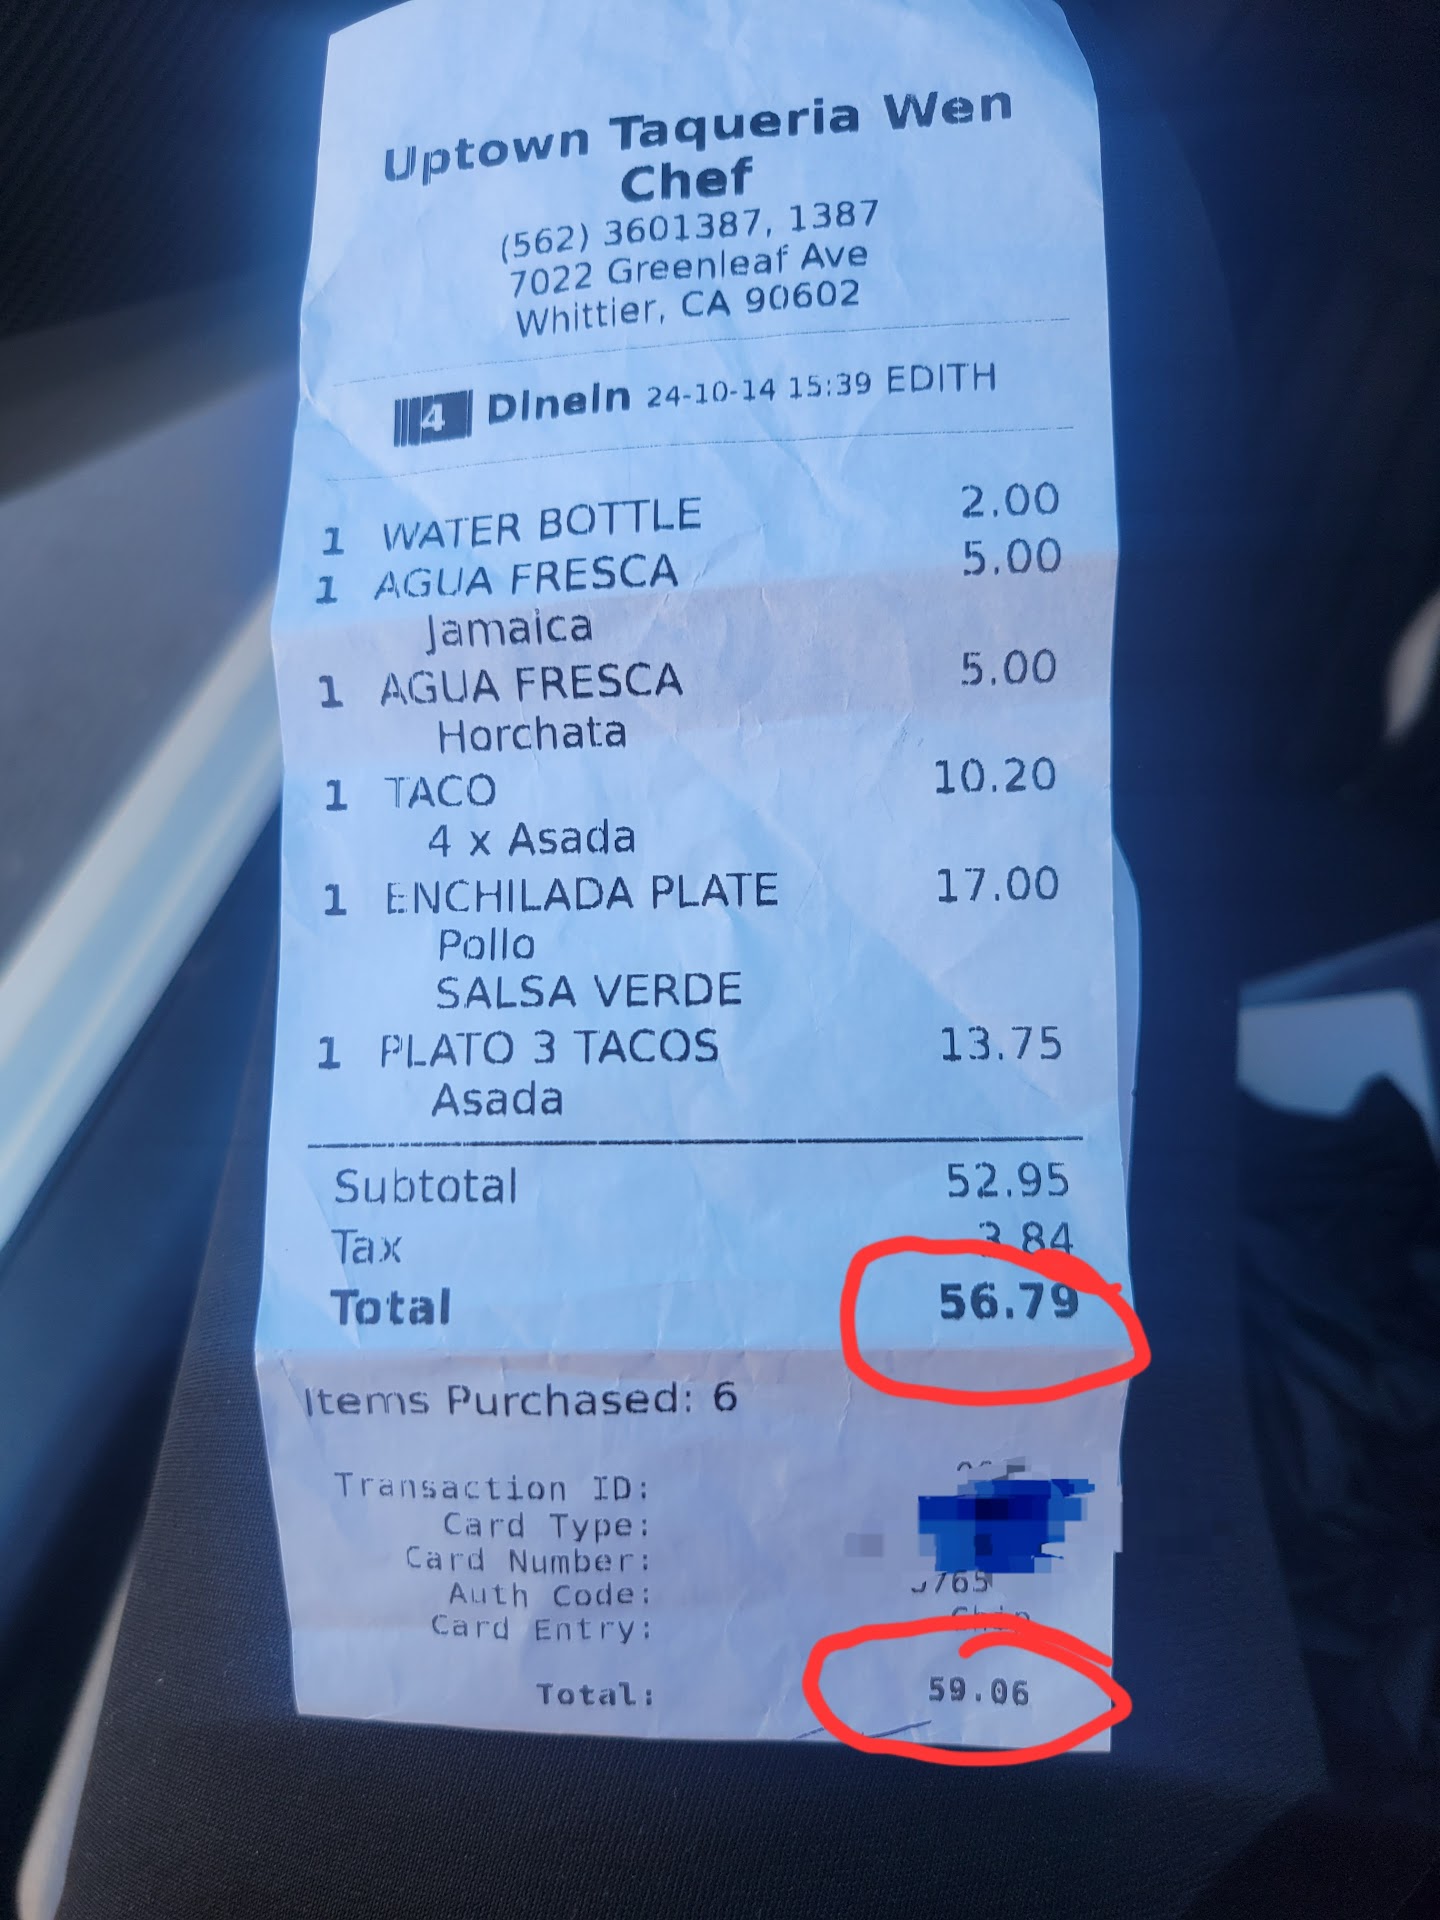 Uptown Taqueria Wen
Chef
(562) 3601387, 1387
7022 Greenleaf Ave
Whittier, CA 90602
4 DineIn 24-10-14 15:39 EDITH
1 WATER BOTTLE 2.00
1 AGUA FRESCA 5.00
Jamaica
1 AGUA FRESCA 5.00
Horchata
1 TACO 10.20
4 x Asada
1 ENCHILADA PLATE 17.00
Pollo
SALSA VERDE
1 PLATO 3 TACOS 13.75
Asada
Subtotal 52.95
Tax 3.84
Total 56.79
Items Purchased: 6
Transaction ID:
Card Type:
Card Number:
Auth Code:
Card Entry: Chip
Total: 59.06